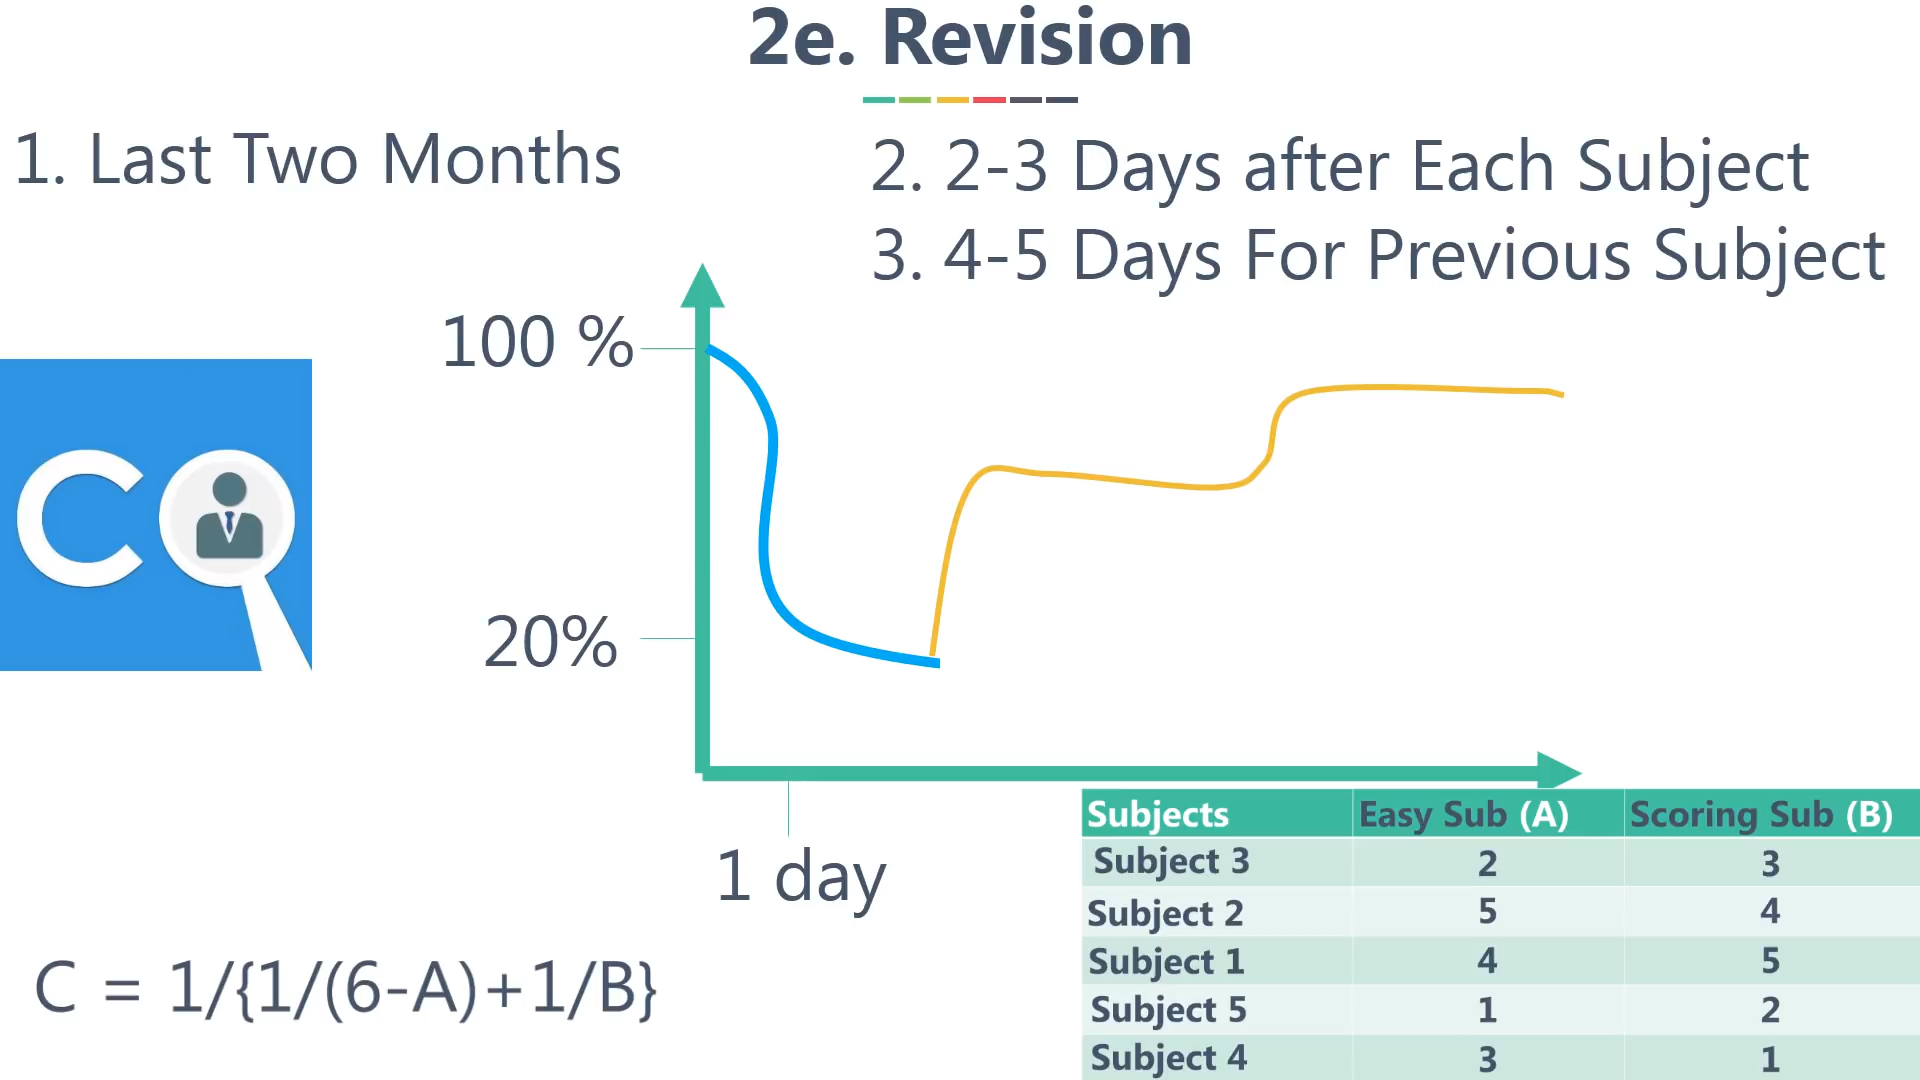 2e. Revision
1. Last Two Months
2. 2-3 Days after Each Subject
3. 4-5 Days For Previous Subject
100 %
20%
1 day
C
C = 1/{1/(6-A)+1/B}
Subjects Easy Sub (A) Scoring Sub (B)
Subject 3 2 3
Subject 2 5 4
Subject 1 4 5
Subject 5 1 2
Subject 4 3 1